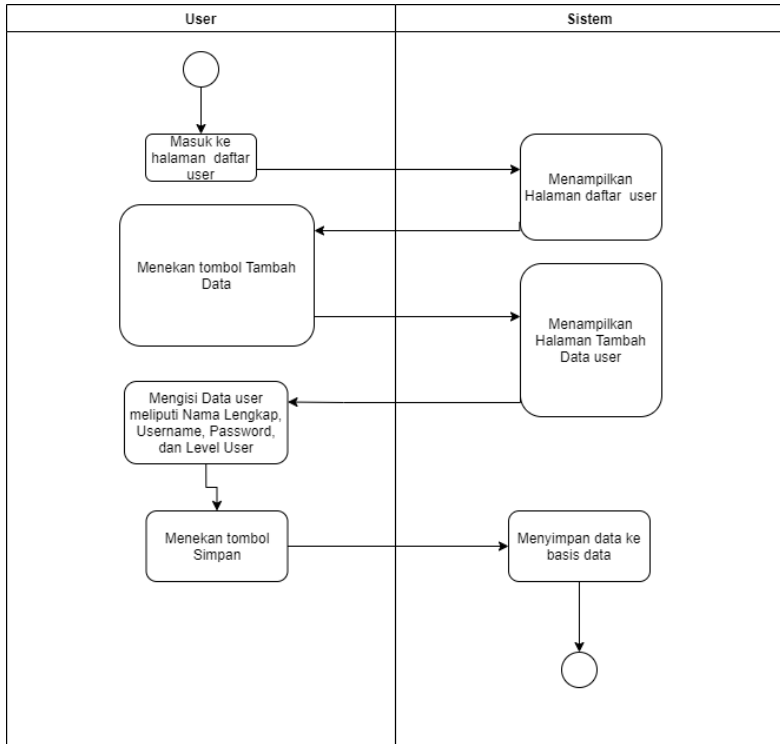 User
Sistem
Masuk ke
halaman daftar
user
Menampilkan
Halaman daftar user
Menekan tombol Tambah
Data
Menampilkan
Halaman Tambah
Data user
Mengisi Data user
meliputi Nama Lengkap,
Username, Password,
dan Level User
Menekan tombol
Simpan
Menyimpan data ke
basis data